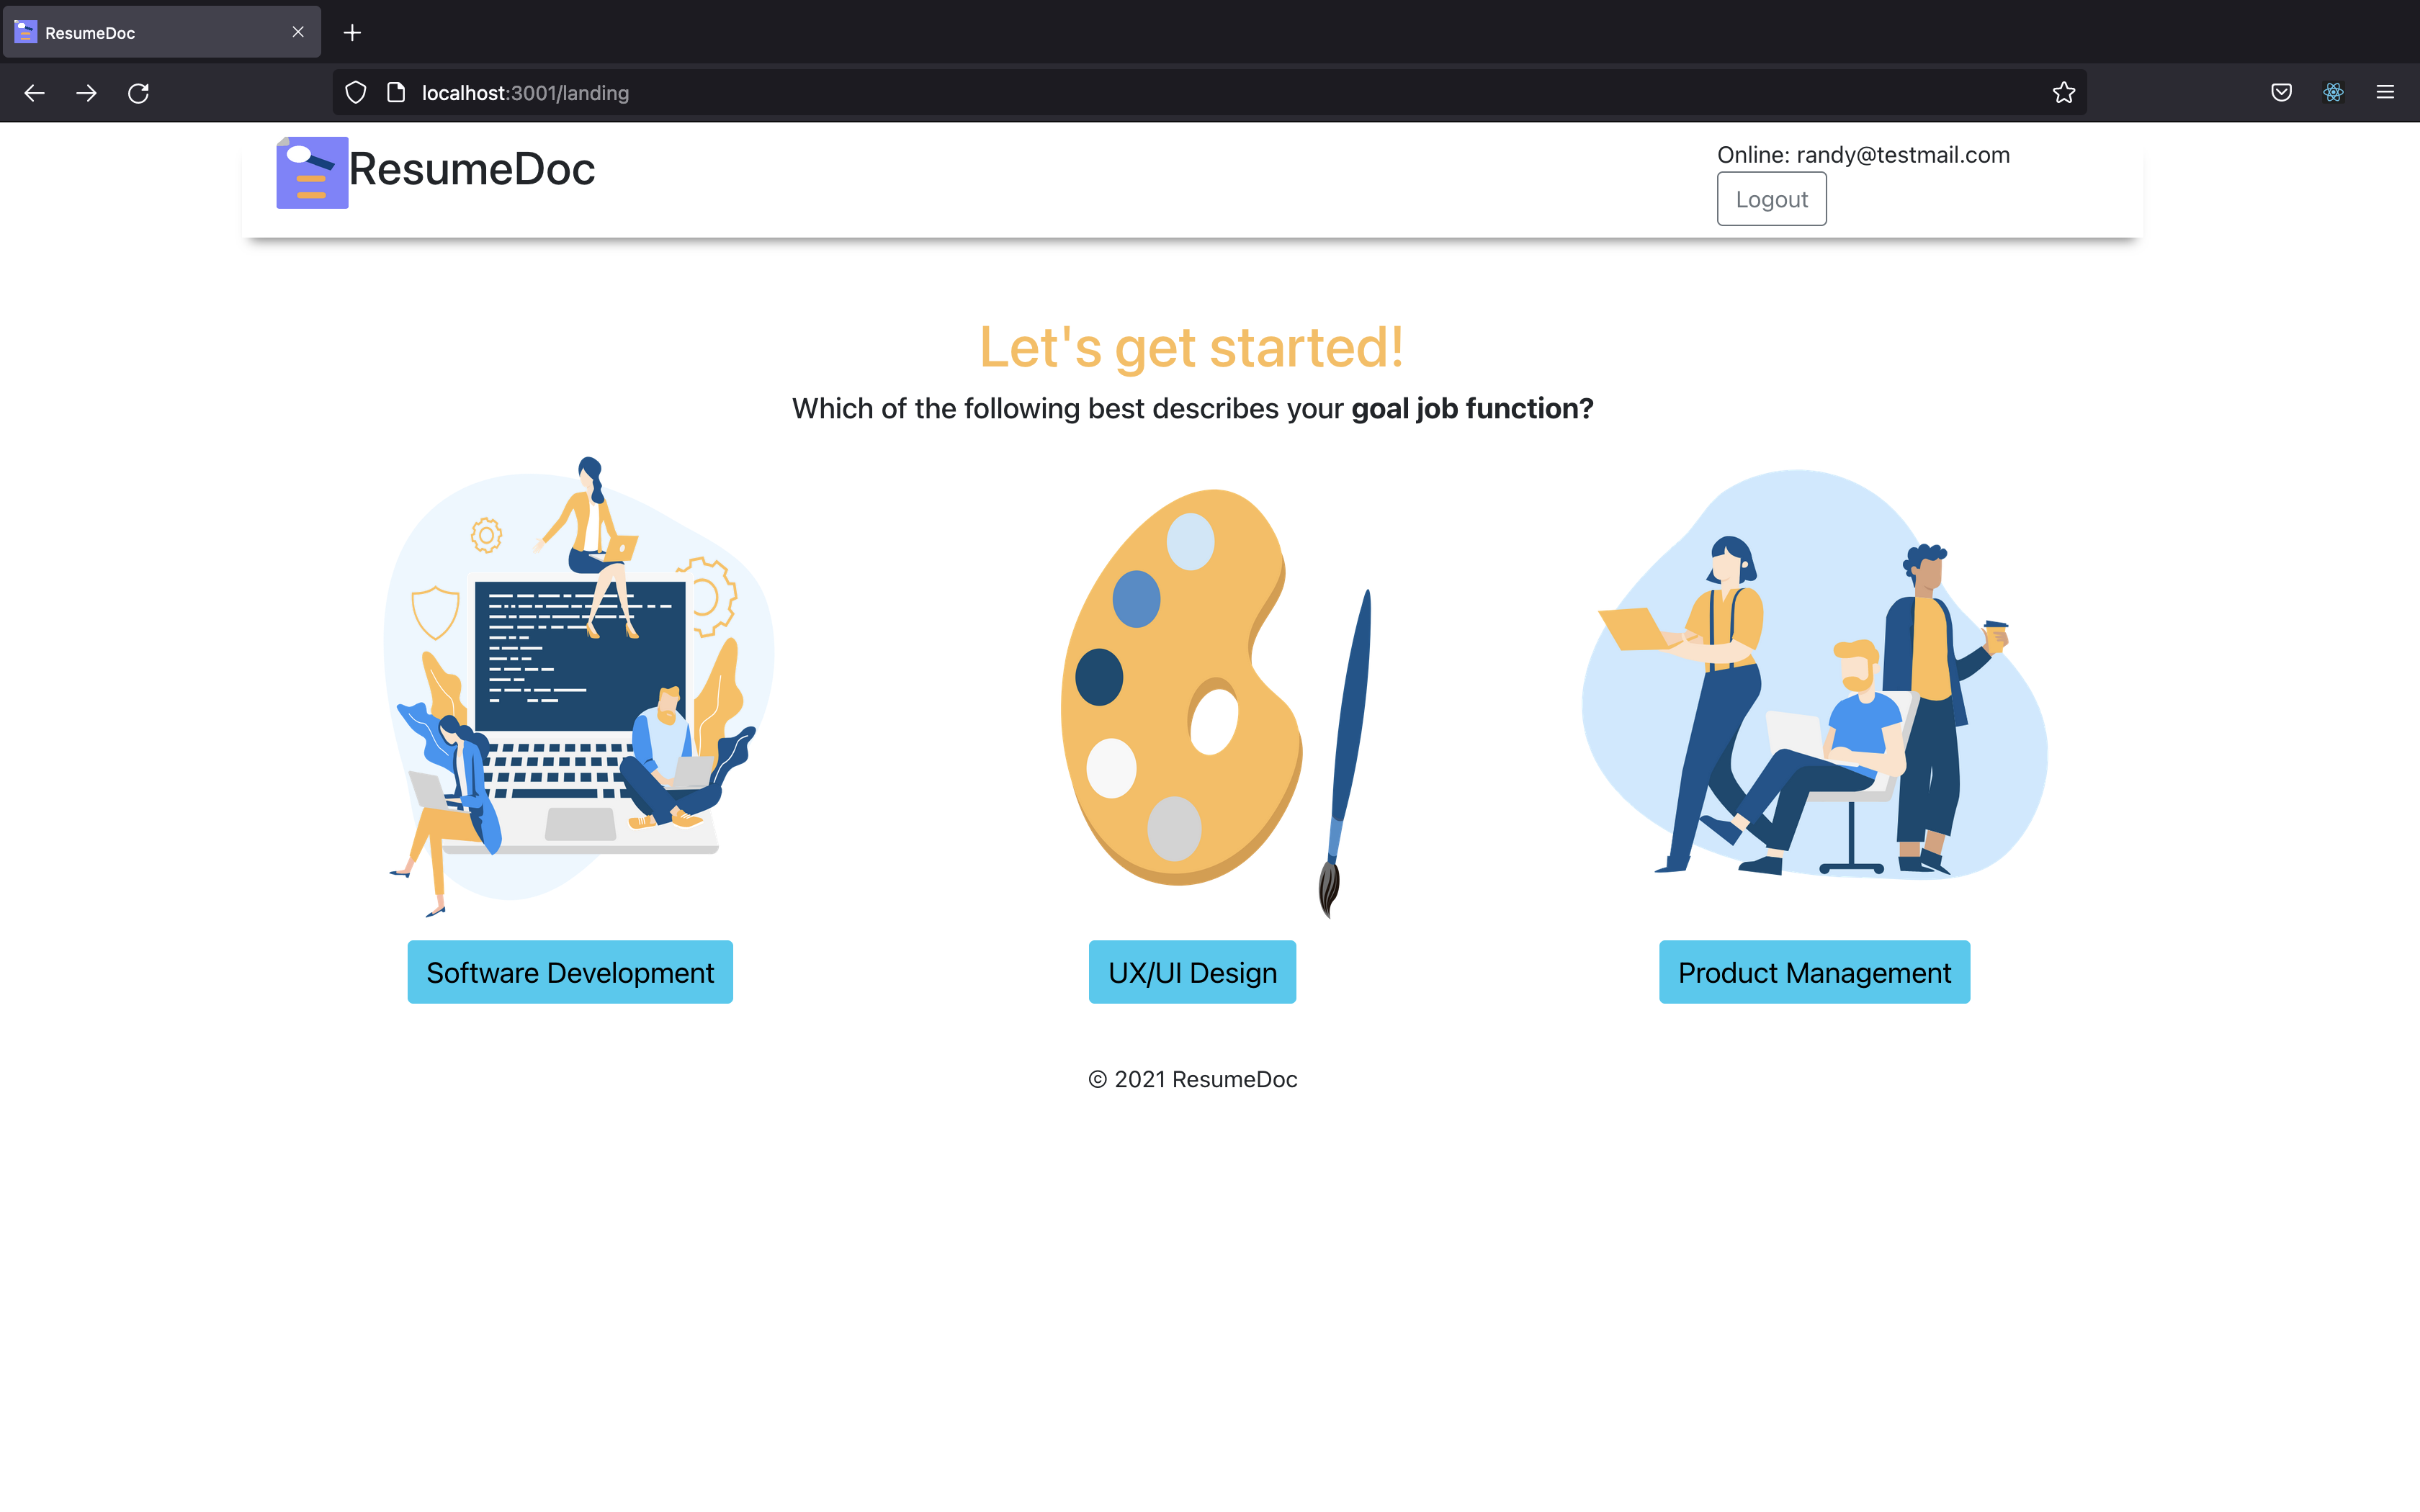 ResumeDoc
localhost:3001/landing
ResumeDoc
Online: randy@testmail.com
Logout
Let's get started!
Which of the following best describes your goal job function?
Software Development
UX/UI Design
Product Management
© 2021 ResumeDoc